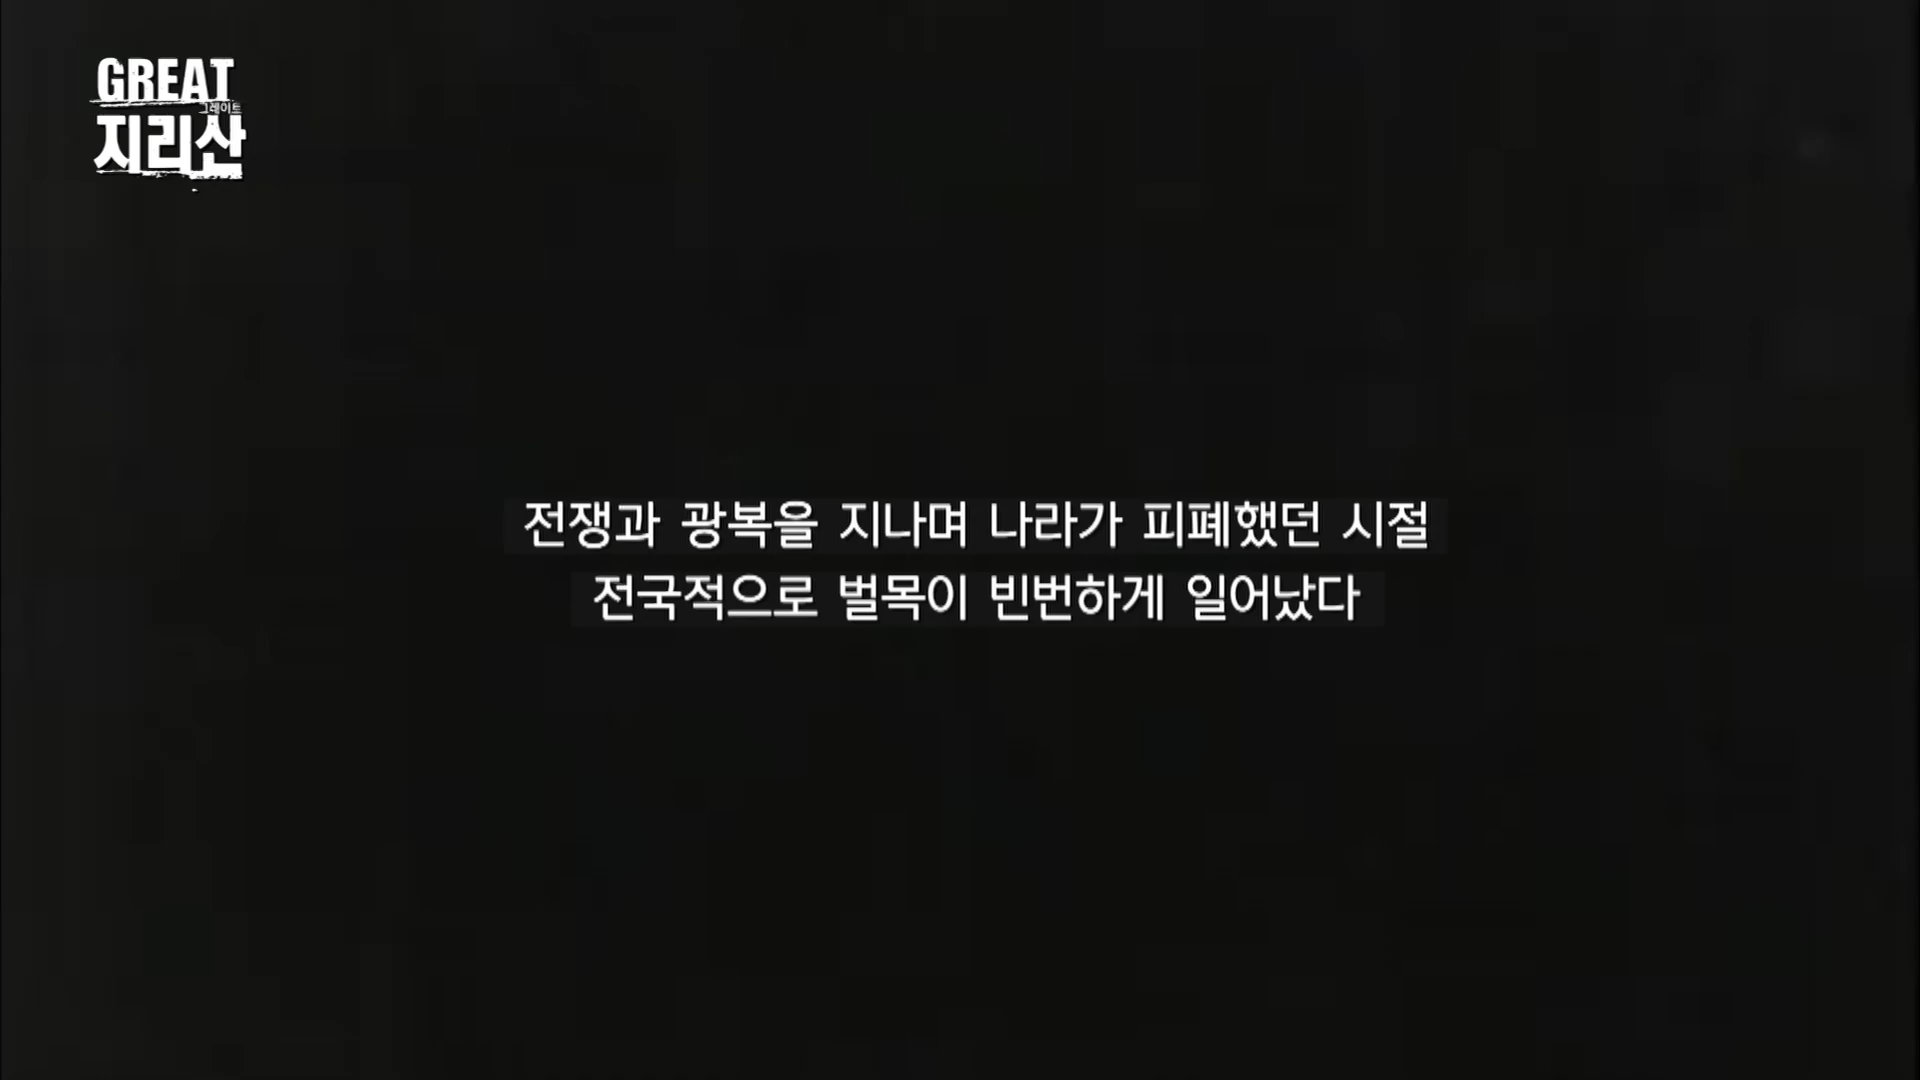 GREAT
그레이트
지리산
전쟁과 광복을 지나며 나라가 피폐했던 시절
전국적으로 벌목이 빈번하게 일어났다